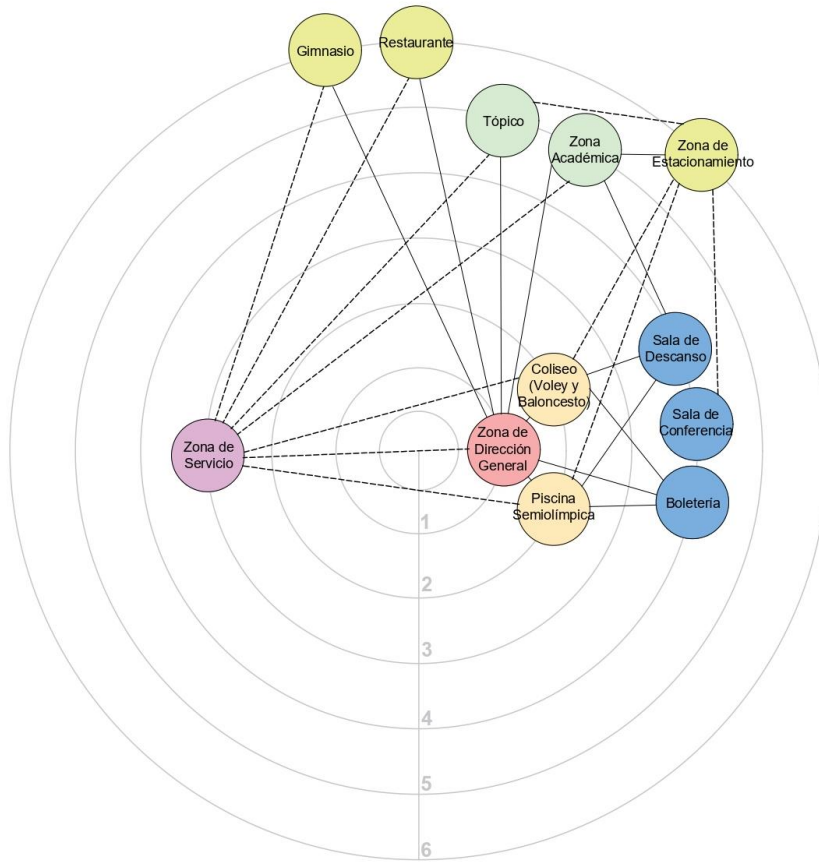 Gimnasio
Restaurante
Tópico
Zona
Académica
Zona de
Estacionamiento
Sala de
Descanso
Coliseo
(Voley y
Baloncesto)
Sala de
Conferencia
Zona de
Servicio
Zona de
Dirección
General
Piscina
Semiolímpica
Boletería
1
2
3
4
5
6